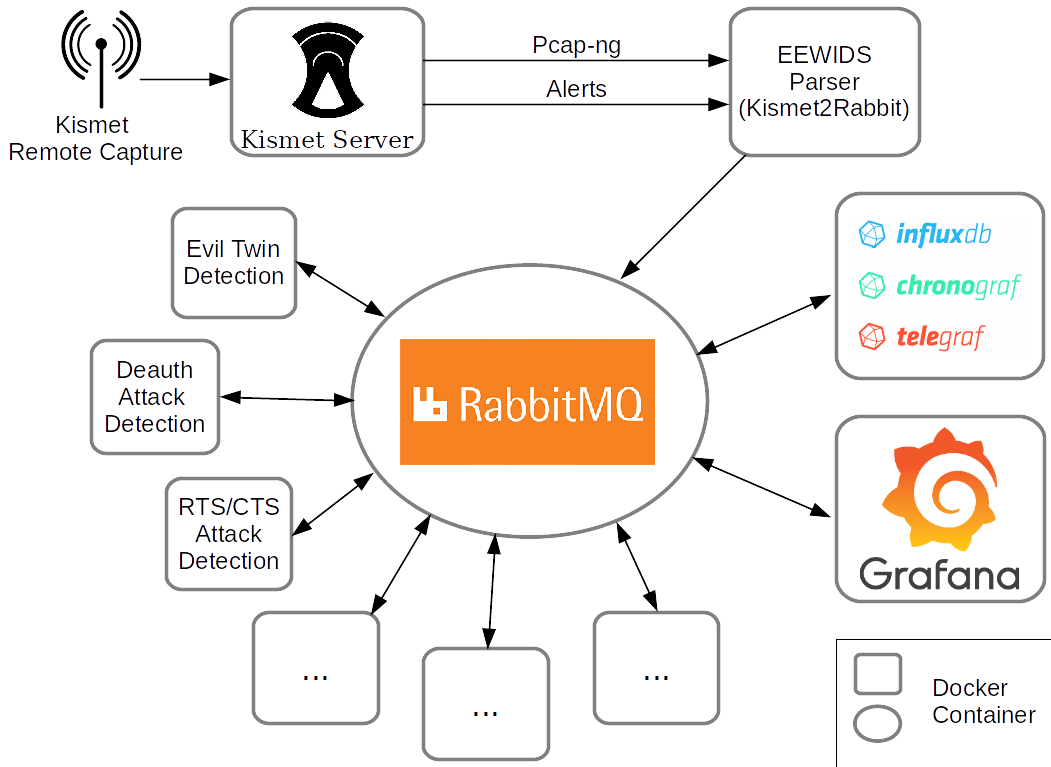 Kismet
Remote Capture
Kismet Server
Pcap-ng
Alerts
EEWIDS
Parser
(Kismet2Rabbit)
Evil Twin
Detection
influxdb
chronograf
telegraf
Deauth
Attack
Detection
RabbitMQ
RTS/CTS
Attack
Detection
Grafana
...
...
...
Docker
Container